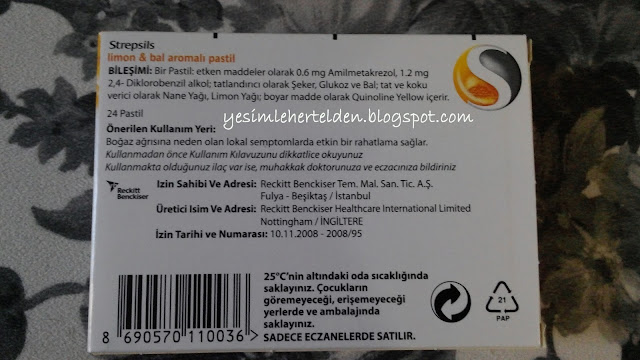 Strepsils
limon & bal aromalı pastil
BİLEŞİMİ: Bir Pastil: etken maddeler olarak 0.6 mg Amilmetakrezol, 1.2 mg
2,4- Diklorobenzil alkol; tatlandırıcı olarak Şeker, Glukoz ve Bal; tat ve koku
verici olarak Nane Yağı, Limon Yağı; boyar madde olarak Quinoline Yellow içerir.
24 Pastil
yesimlehertelden.blogspot.com
Önerilen Kullanım Yeri:
Boğaz ağrısına neden olan lokal semptomlarda etkin bir rahatlama sağlar.
Kullanmadan önce Kullanım Kılavuzunu dikkatlice okuyunuz
Kullanmakta olduğunuz ilaç var ise, muhakkak doktorunuza ve eczacınıza bildiriniz
Reckitt
Benckiser
İzin Sahibi Ve Adresi: Reckitt Benckiser Tem. Mal. San. Tic. A.Ş.
Fulya - Beşiktaş / İstanbul
Üretici Isim Ve Adresi: Reckitt Benckiser Healthcare International Limited
Nottingham / İNGİLTERE
İzin Tarihi ve Numarası: 10.11.2008 - 2008/95
25°C'nin altındaki oda sıcaklığında
saklayınız. Çocukların
göremeyeceği, erişemeyeceği
yerlerde ve ambalajında
saklayınız.
SADECE ECZANELERDE SATILIR.
8 690570 110036 >
21
PAP